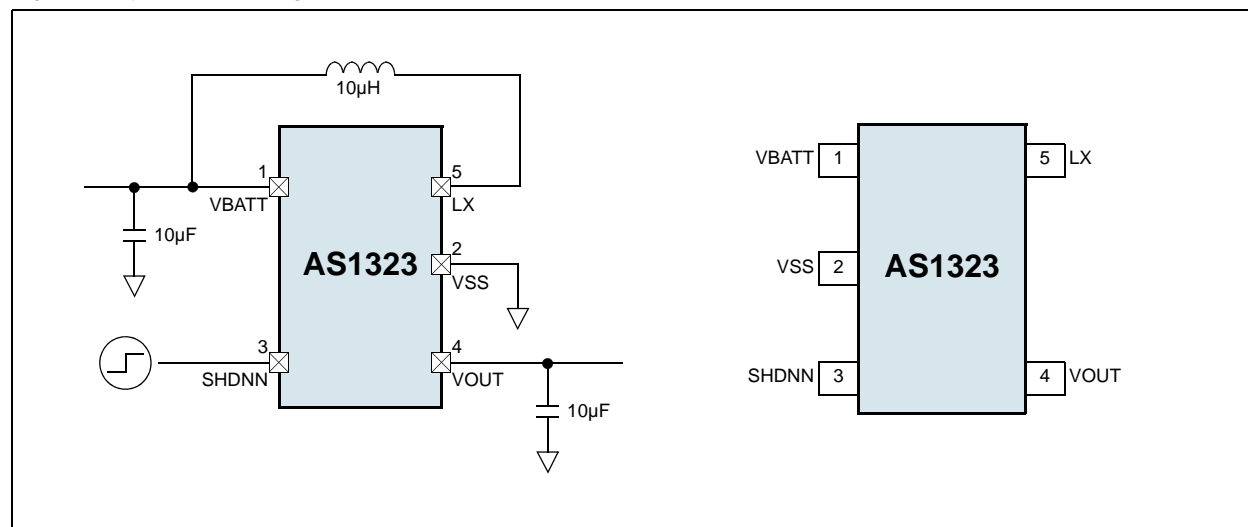 10µH
1
VBATT
5
LX
10µF
AS1323
2
VSS
3
SHDNN
4
VOUT
10µF
VBATT 1
5 LX
VSS 2
AS1323
SHDNN 3
4 VOUT